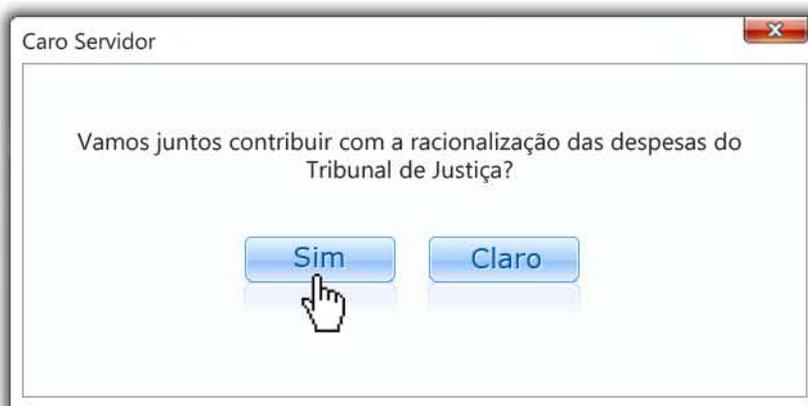 Caro Servidor
Vamos juntos contribuir com a racionalização das despesas do
Tribunal de Justiça?
Sim
Claro